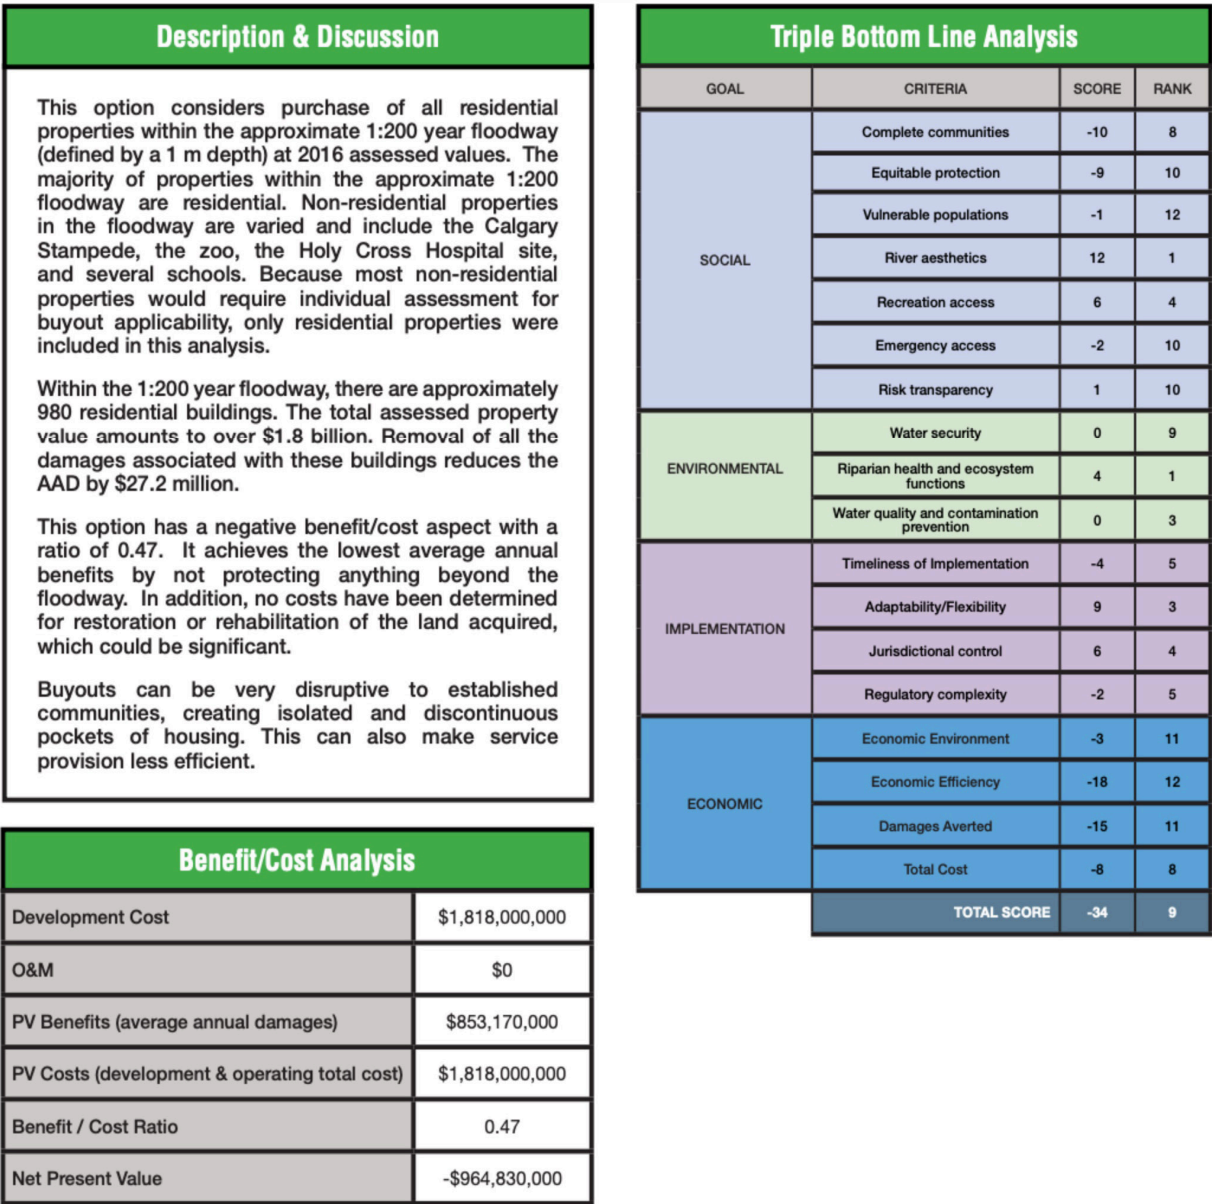 Description & Discussion
This option considers purchase of all residential
properties within the approximate 1:200 year floodway
(defined by a 1 m depth) at 2016 assessed values. The
majority of properties within the approximate 1:200
floodway are residential. Non-residential properties
in the floodway are varied and include the Calgary
Stampede, the zoo, the Holy Cross Hospital site,
and several schools. Because most non-residential
properties would require individual assessment for
buyout applicability, only residential properties were
included in this analysis.
Within the 1:200 year floodway, there are approximately
980 residential buildings. The total assessed property
value amounts to over $1.8 billion. Removal of all the
damages associated with these buildings reduces the
AAD by $27.2 million.
This option has a negative benefit/cost aspect with a
ratio of 0.47. It achieves the lowest average annual
benefits by not protecting anything beyond the
floodway. In addition, no costs have been determined
for restoration or rehabilitation of the land acquired,
which could be significant.
Buyouts can be very disruptive to established
communities, creating isolated and discontinuous
pockets of housing. This can also make service
provision less efficient.
Benefit/Cost Analysis
Development Cost $1,818,000,000
O&M $0
PV Benefits (average annual damages) $853,170,000
PV Costs (development & operating total cost) $1,818,000,000
Benefit / Cost Ratio 0.47
Net Present Value -$964,830,000
Triple Bottom Line Analysis
GOAL CRITERIA SCORE RANK
SOCIAL
Complete communities -10 8
Equitable protection -9 10
Vulnerable populations -1 12
River aesthetics 12 1
Recreation access 6 4
Emergency access -2 10
Risk transparency 1 10
ENVIRONMENTAL
Water security 0 9
Riparian health and ecosystem
functions 4 1
Water quality and contamination
prevention 0 3
IMPLEMENTATION
Timeliness of Implementation -4 5
Adaptability/Flexibility 9 3
Jurisdictional control 6 4
Regulatory complexity -2 5
ECONOMIC
Economic Environment -3 11
Economic Efficiency -18 12
Damages Averted -15 11
Total Cost -8 8
TOTAL SCORE -34 9